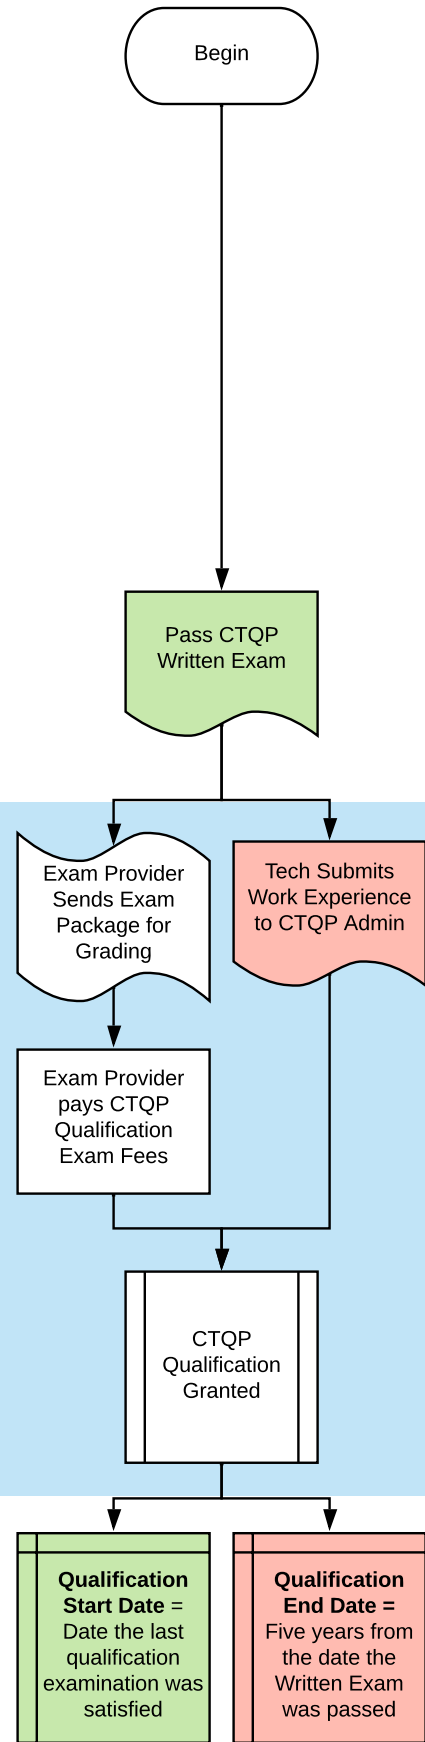 Begin
Pass CTQP
Written Exam
Exam Provider
Sends Exam
Package for
Grading
Tech Submits
Work Experience
to CTQP Admin
Exam Provider
pays CTQP
Qualification
Exam Fees
CTQP
Qualification
Granted
Qualification
Start Date =
Date the last
qualification
examination was
satisfied
Qualification
End Date =
Five years from
the date the
Written Exam
was passed